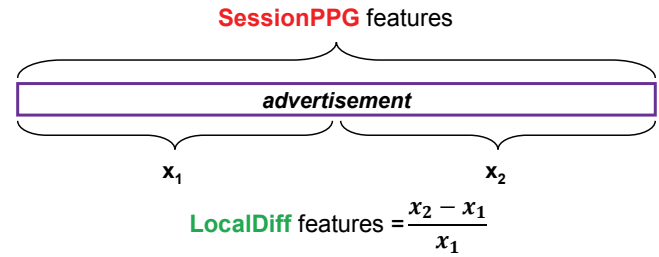 SessionPPG features
advertisement
x₁ x₂
LocalDiff features = (x₂ − x₁) / x₁